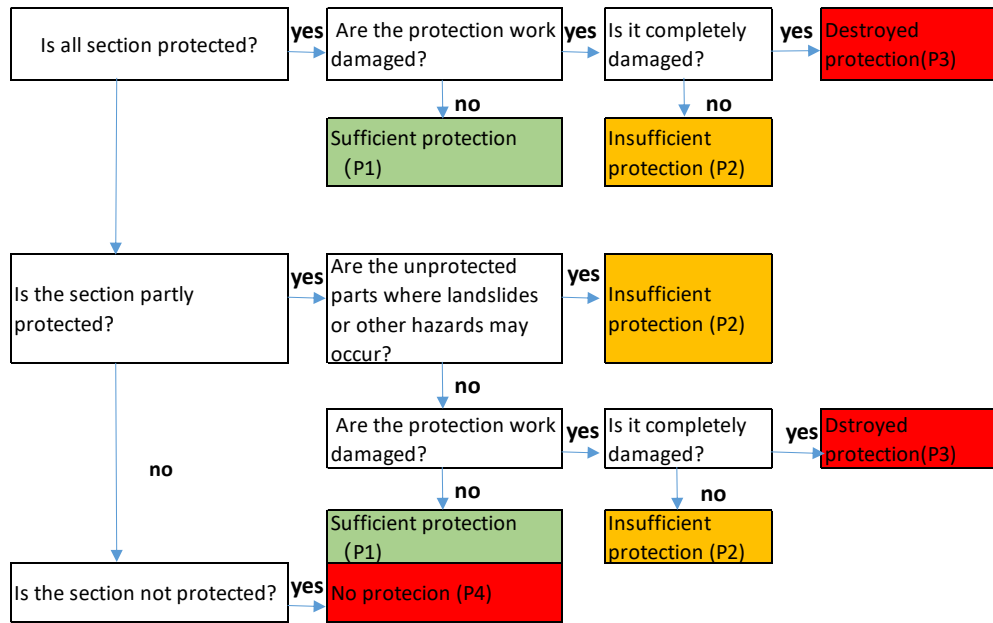 Is all section protected?
yes
Are the protection work
damaged?
yes
Is it completely
damaged?
yes
Destroyed
protection(P3)
no
no
Sufficient protection
(P1)
Insufficient
protection (P2)
Is the section partly
protected?
yes
Are the unprotected
parts where landslides
or other hazards may
occur?
yes
Insufficient
protection (P2)
no
Are the protection work
damaged?
yes
Is it completely
damaged?
yes
Dstroyed
protection(P3)
no
no
no
Sufficient protection
(P1)
Insufficient
protection (P2)
Is the section not protected?
yes
No protecion (P4)